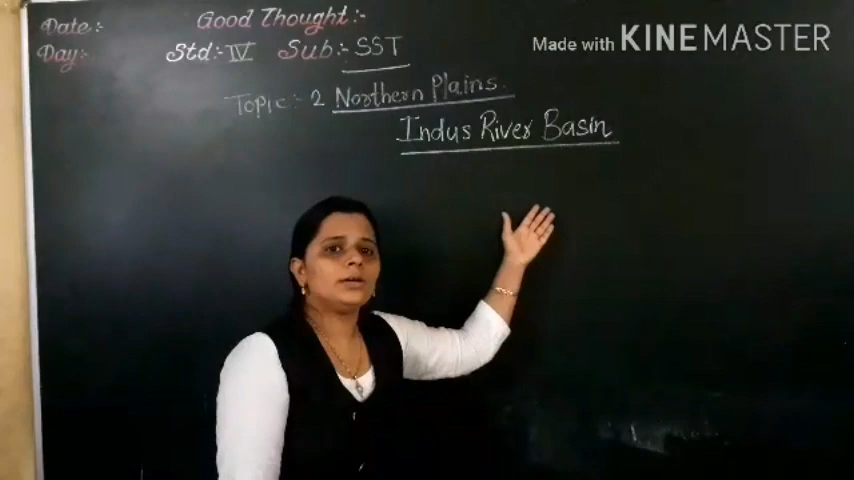 Date:-
Good Thought:-
Day:-
Std:- IV Sub:- SST
Made with KINEMASTER
Topic:- 2 Northern Plains.
Indus River Basin